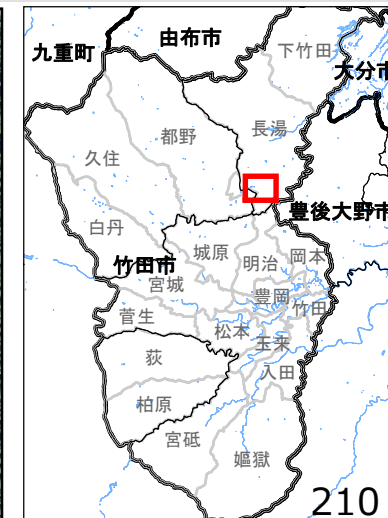 由布市
九重町
下竹田
大分市
長湯
都野
久住
豊後大野市
白丹
城原
岡本
明治
竹田市
宮城
豊岡
竹田
菅生
松本
玉来
荻
入田
柏原
宮砥
嫗獄
210